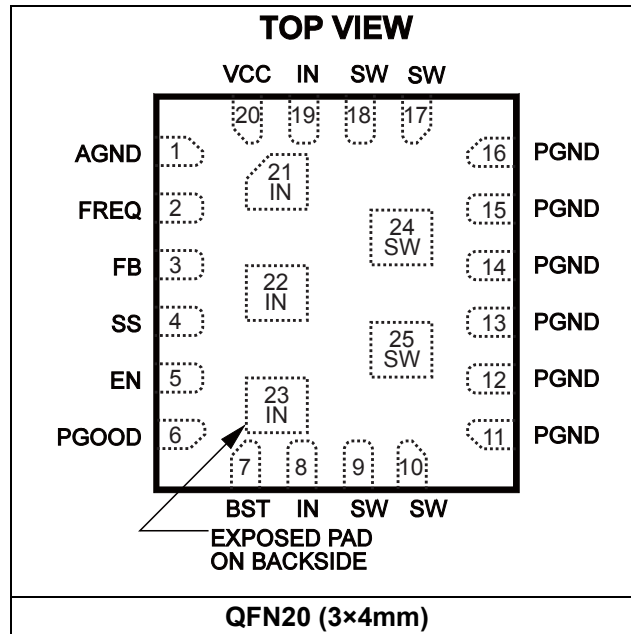 TOP VIEW
VCC IN SW SW
20 19 18 17
AGND 1 16 PGND
21
IN
FREQ 2 15 PGND
24
SW
FB 3 14 PGND
22
IN
SS 4 13 PGND
25
SW
EN 5 12 PGND
23
IN
PGOOD 6 11 PGND
7 8 9 10
BST IN SW SW
EXPOSED PAD
ON BACKSIDE
QFN20 (3×4mm)